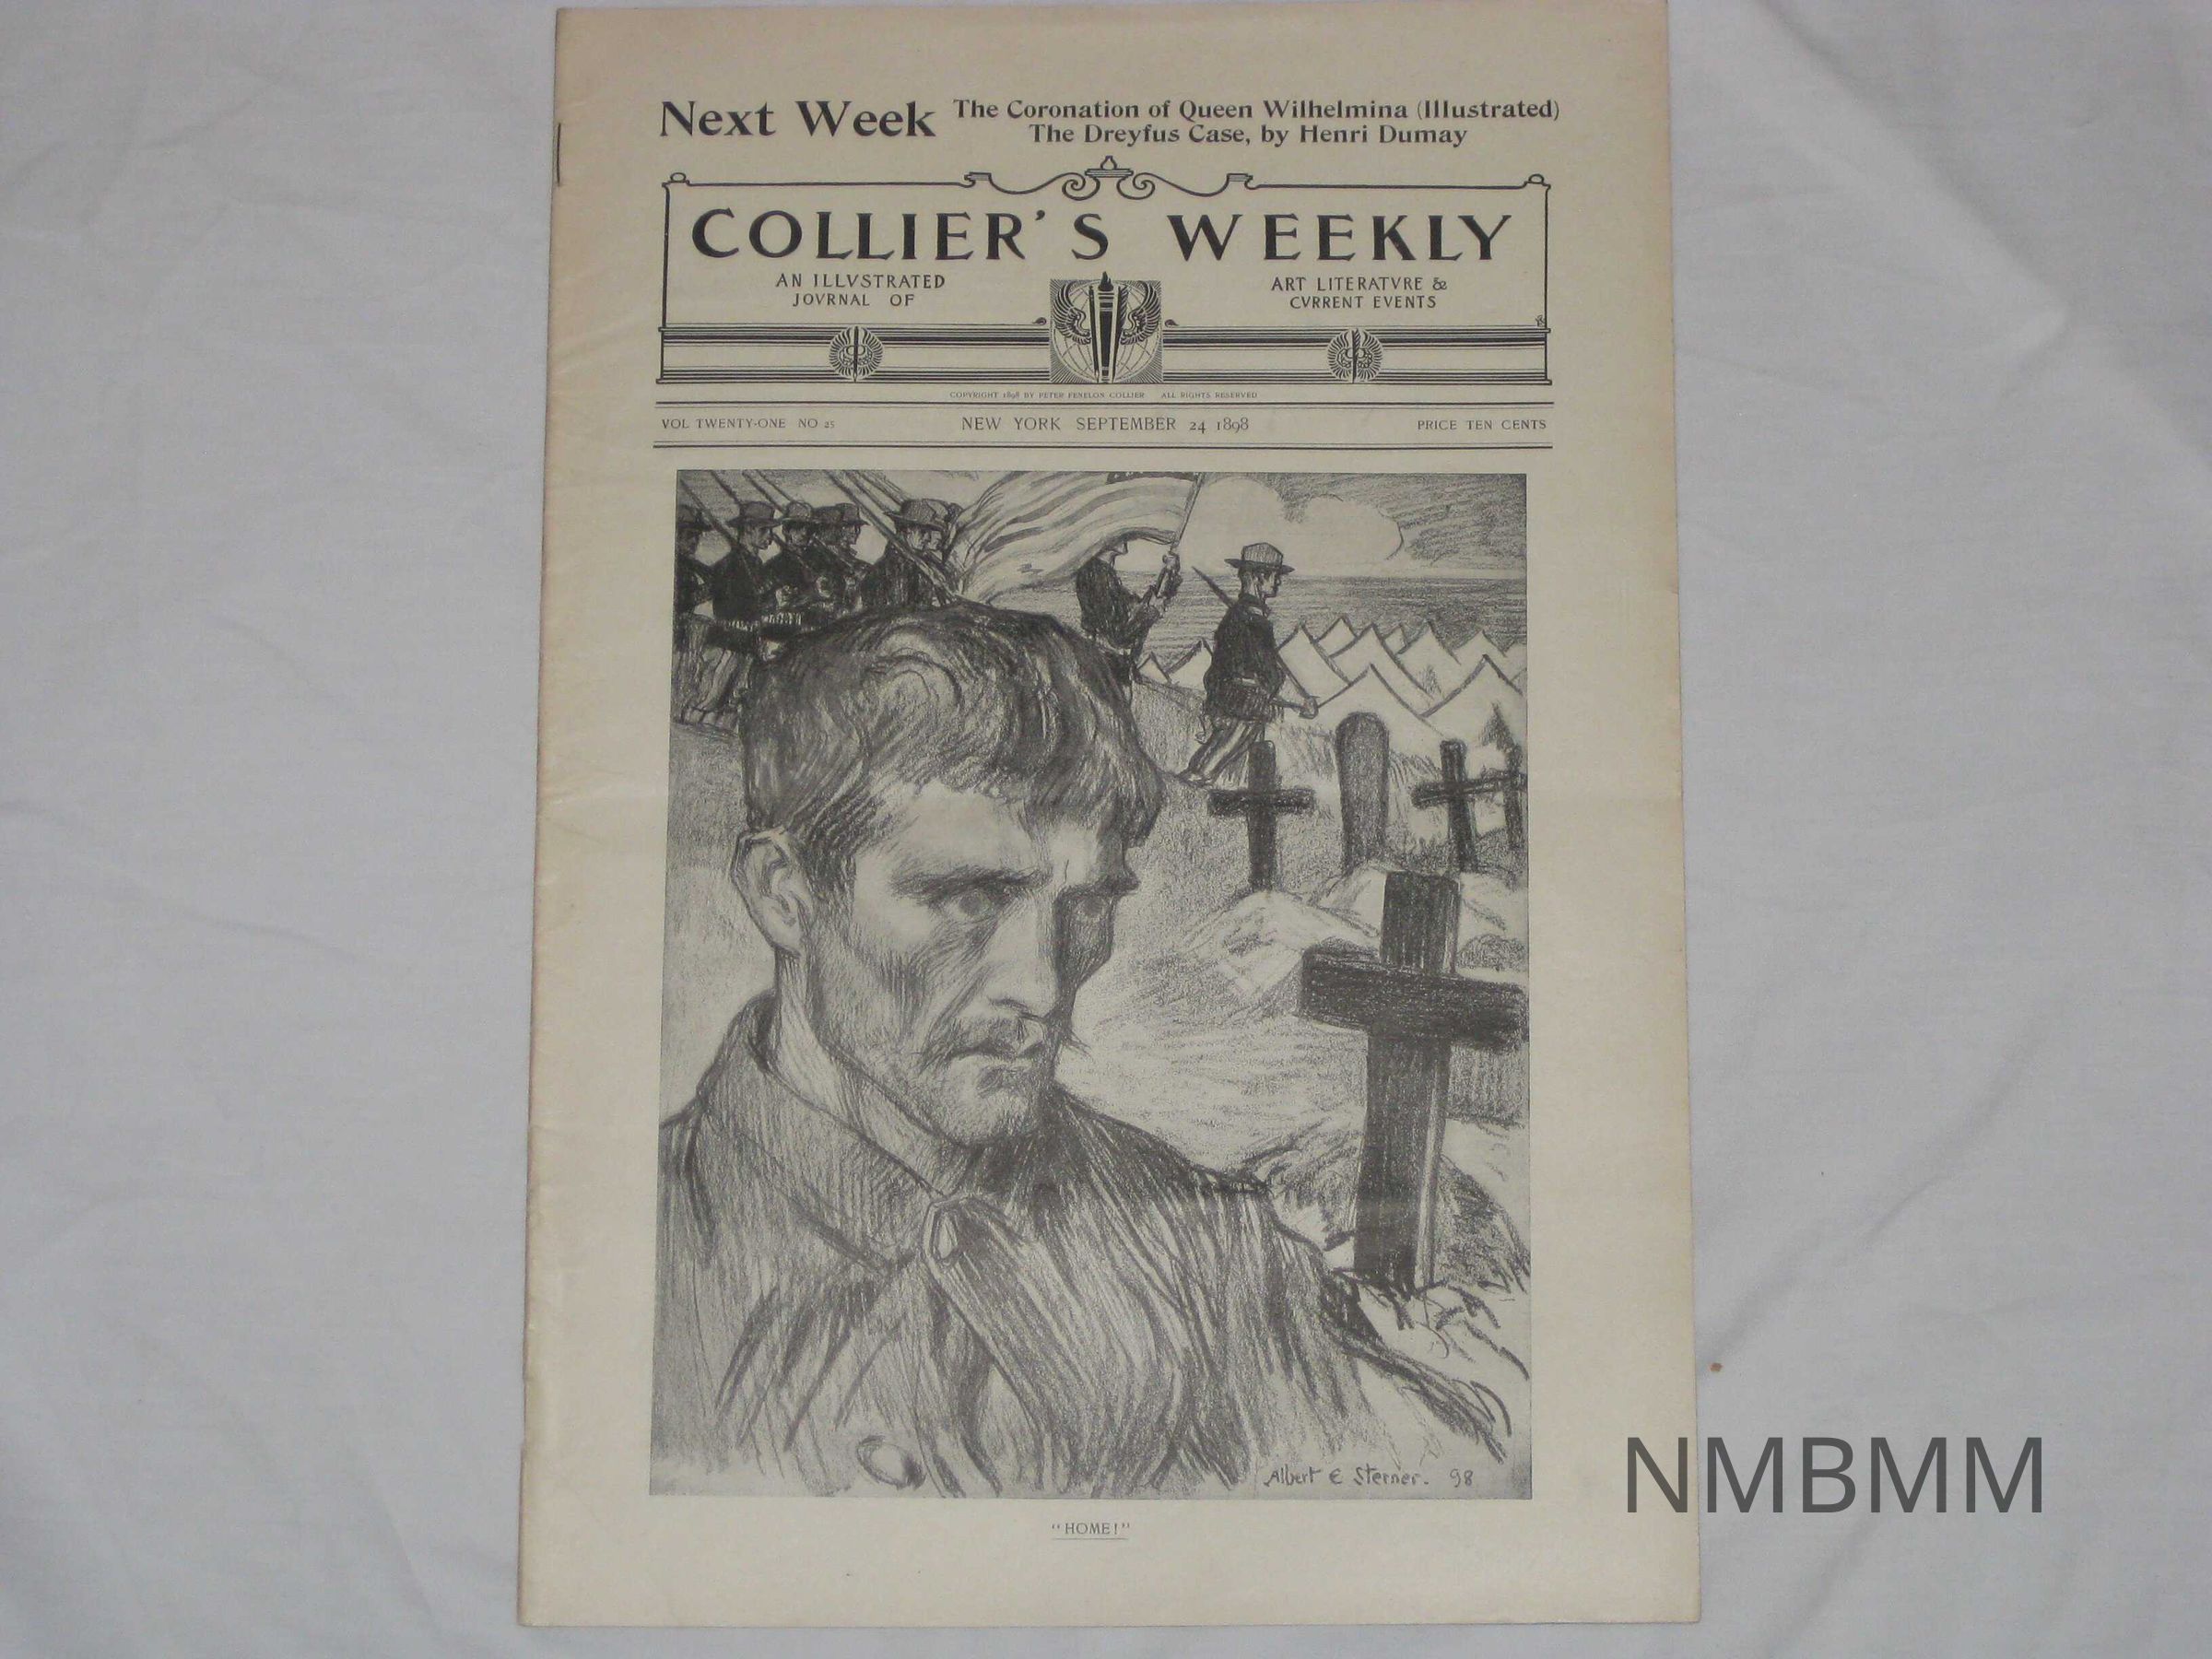 Next Week
The Coronation of Queen Wilhelmina (Illustrated)
The Dreyfus Case, by Henri Dumay
COLLIER'S WEEKLY
AN ILLVSTRATED
JOVRNAL OF
ART LITERATVRE &
CVRRENT EVENTS
COPYRIGHT 1898 BY PETER FENELON COLLIER ALL RIGHTS RESERVED
VOL TWENTY-ONE NO 25
NEW YORK SEPTEMBER 24 1898
PRICE TEN CENTS
Albert E Sterner. 98
"HOME!"
NMBMM